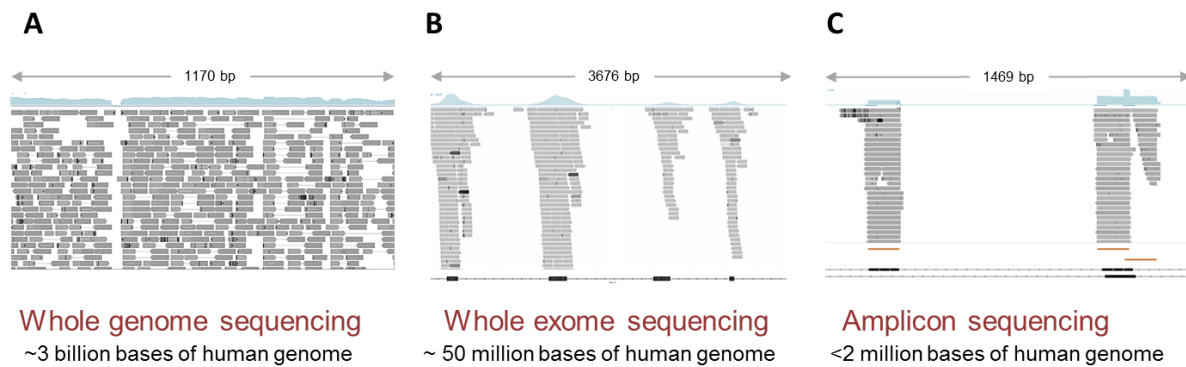 A
B
C
1170 bp
3676 bp
1469 bp
Whole genome sequencing
~3 billion bases of human genome
Whole exome sequencing
~ 50 million bases of human genome
Amplicon sequencing
<2 million bases of human genome